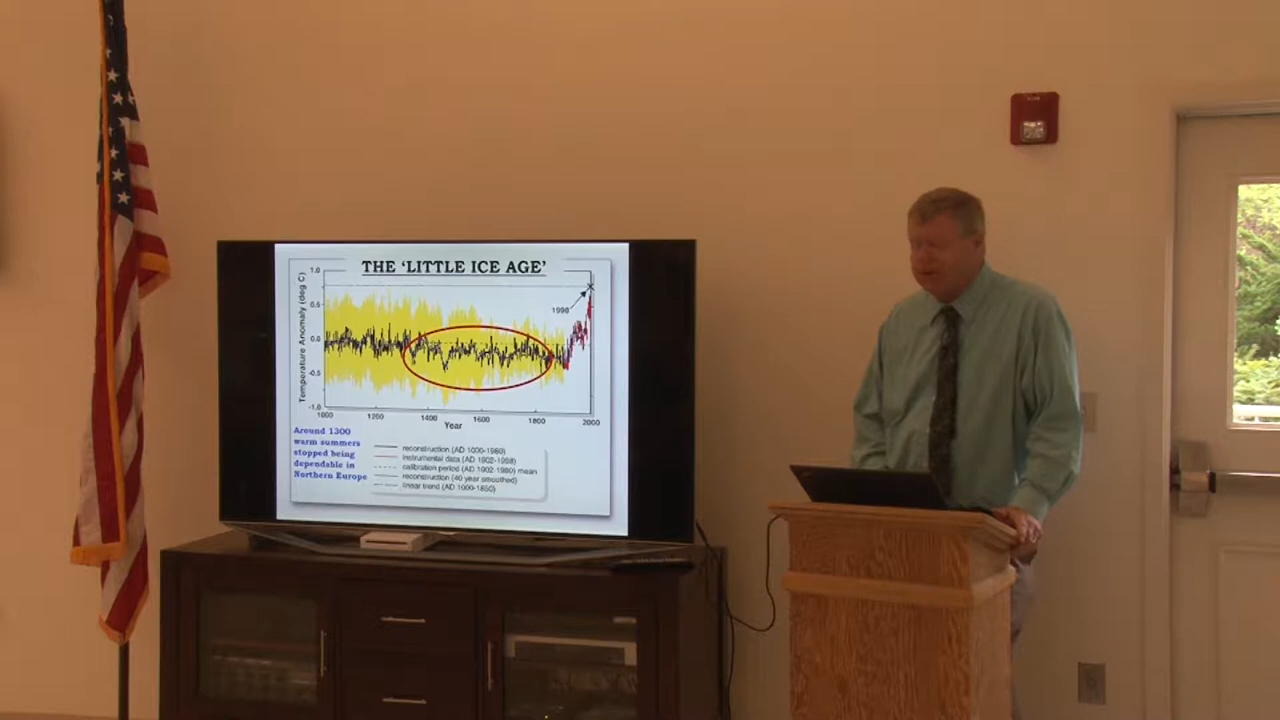 THE 'LITTLE ICE AGE'
Temperature Anomaly (deg C)
1.0
0.5
0.0
-0.5
-1.0
1998
1000 1200 1400 1600 1800 2000
Year
Around 1300
warm summers
stopped being
dependable in
Northern Europe
reconstruction (AD 1000-1980)
instrumental data (AD 1902-1998)
calibration period (AD 1902-1980) mean
reconstruction (40 year smoothed)
linear trend (AD 1000-1850)